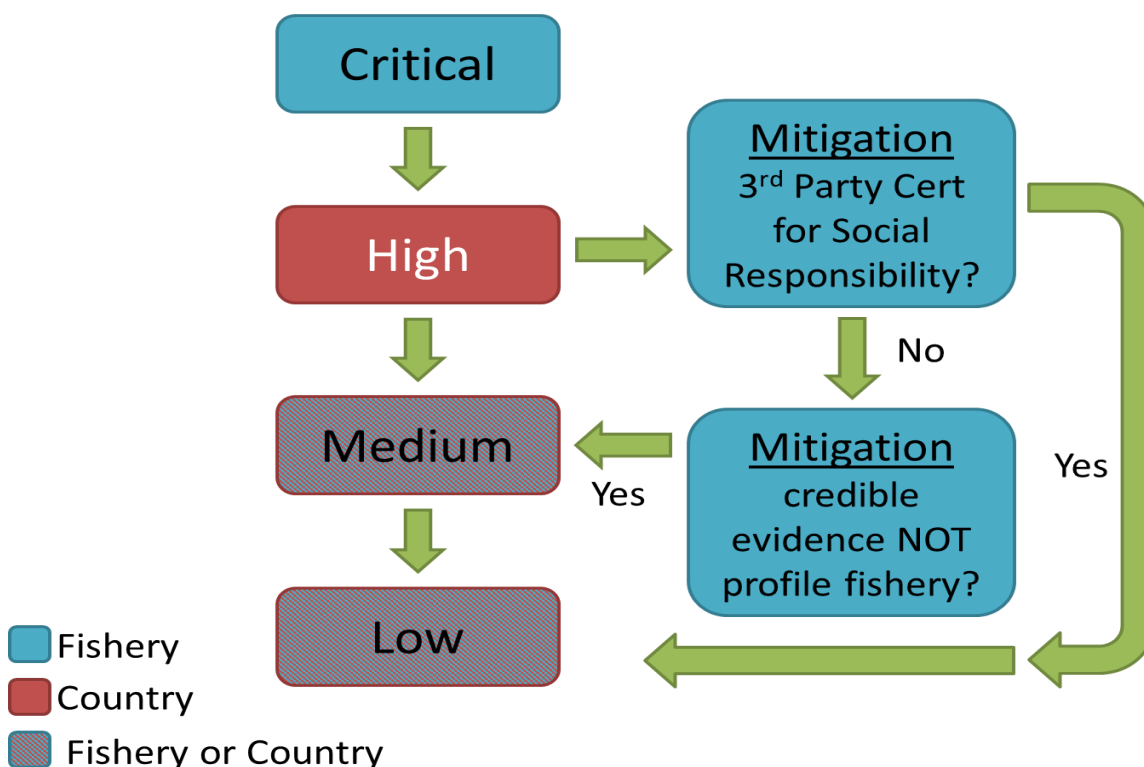 Critical
High
Medium
Low
Mitigation
3rd Party Cert
for Social
Responsibility?
No
Mitigation
credible
evidence NOT
profile fishery?
Yes
Yes
Fishery
Country
Fishery or Country